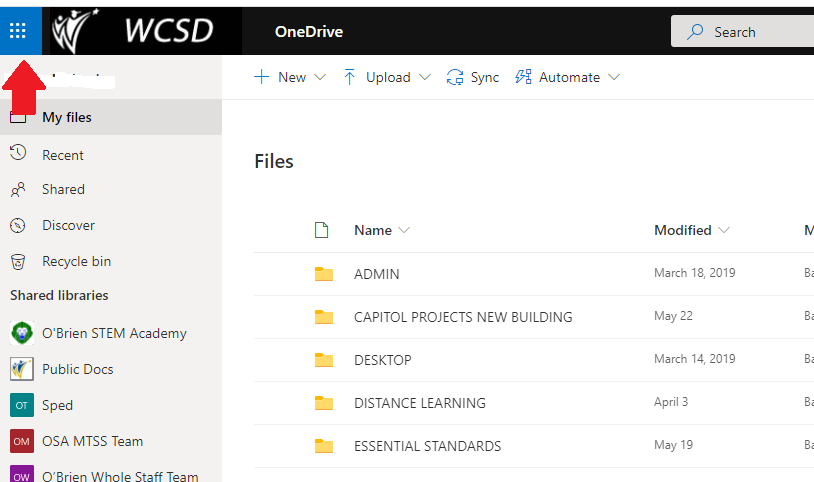 WCSD OneDrive Search
New Upload Sync Automate
My files
Recent
Shared
Discover
Recycle bin
Shared libraries
O'Brien STEM Academy
Public Docs
OT Sped
OM OSA MTSS Team
OW O'Brien Whole Staff Team
Files
Name Modified M
ADMIN March 18, 2019 Ba
CAPITOL PROJECTS NEW BUILDING May 22 Ba
DESKTOP March 14, 2019 Ba
DISTANCE LEARNING April 3 Ba
ESSENTIAL STANDARDS May 19 Ba